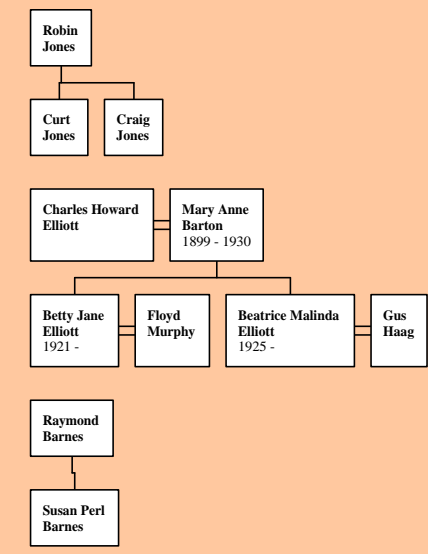 Robin
Jones
Curt
Jones
Craig
Jones
Charles Howard
Elliott
Mary Anne
Barton
1899 - 1930
Betty Jane
Elliott
1921 -
Floyd
Murphy
Beatrice Malinda
Elliott
1925 -
Gus
Haag
Raymond
Barnes
Susan Perl
Barnes